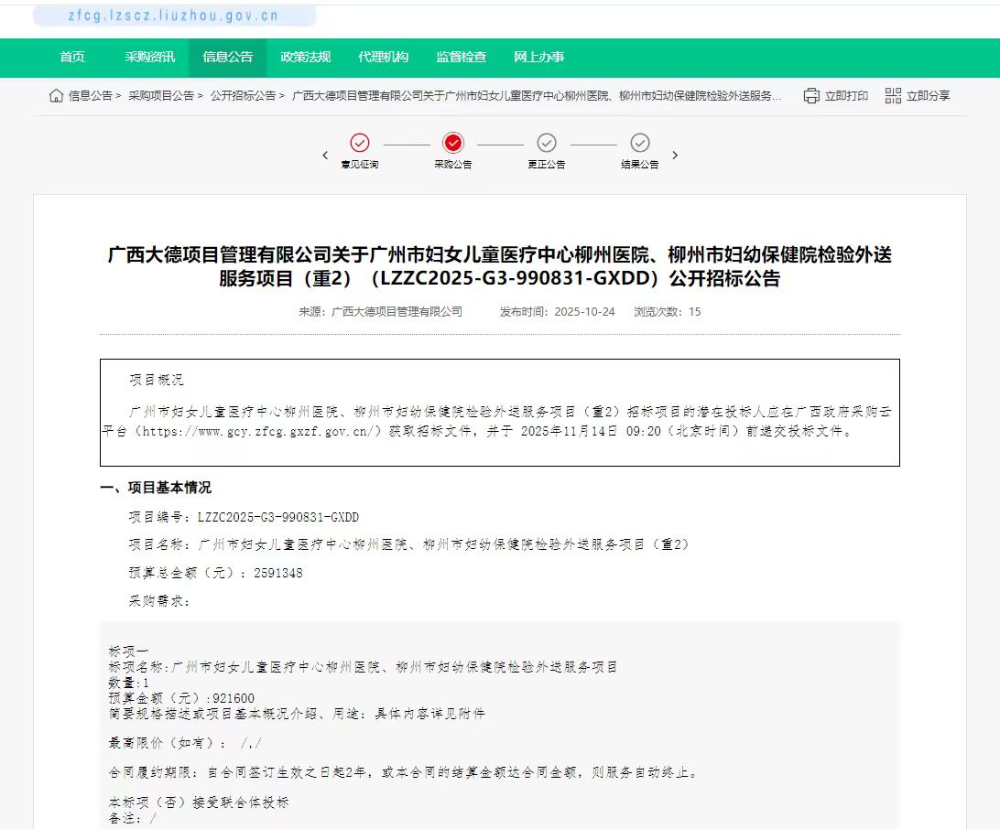 zfcg.lzscz.liuzhou.gov.cn
首页 采购资讯 信息公告 政策法规 代理机构 监督检查 网上办事
信息公告 > 采购项目公告 > 公开招标公告 > 广西大德项目管理有限公司关于广州市妇女儿童医疗中心柳州医院、柳州市妇幼保健院检验外送服务... 立即打印 立即分享
意见征询 采购公告 更正公告 结果公告
广西大德项目管理有限公司关于广州市妇女儿童医疗中心柳州医院、柳州市妇幼保健院检验外送
服务项目（重2）（LZZC2025-G3-990831-GXDD）公开招标公告
来源：广西大德项目管理有限公司 发布时间：2025-10-24 浏览次数：15
项目概况
广州市妇女儿童医疗中心柳州医院、柳州市妇幼保健院检验外送服务项目（重2）招标项目的潜在投标人应在广西政府采购云
平台（https://www.gcy.zfcg.gxzf.gov.cn/）获取招标文件，并于 2025年11月14日 09:20（北京时间）前递交投标文件。
一、项目基本情况
项目编号：LZZC2025-G3-990831-GXDD
项目名称：广州市妇女儿童医疗中心柳州医院、柳州市妇幼保健院检验外送服务项目（重2）
预算总金额（元）：2591348
采购需求：
标项一
标项名称:广州市妇女儿童医疗中心柳州医院、柳州市妇幼保健院检验外送服务项目
数量:1
预算金额（元）:921600
简要规格描述或项目基本概况介绍、用途：具体内容详见附件
最高限价（如有）： /,/
合同履约期限：自合同签订生效之日起2年，或本合同的结算金额达合同金额，则服务自动终止。
本标项（否）接受联合体投标
备注：/